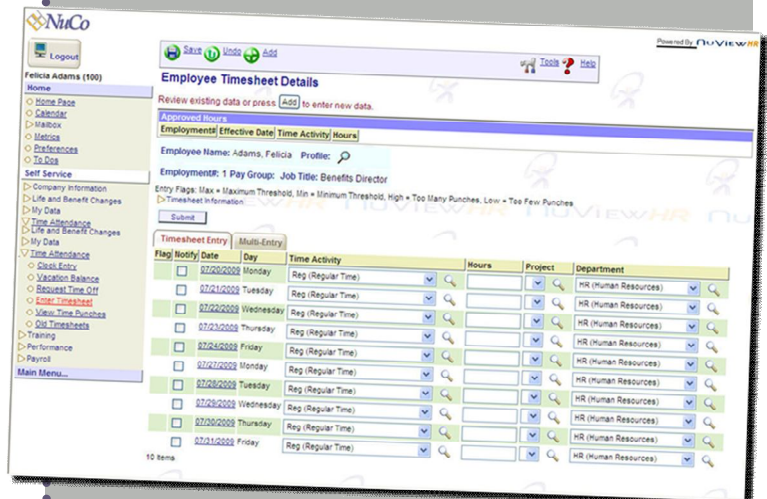 NuCo
Powered By NUVIEWHR
Logout
Save Undo Add
Tools Help
Felicia Adams (100)
Home
Home Page
Calendar
Mailbox
Metrics
Preferences
To Dos
Self Service
Company Information
Life and Benefit Changes
My Data
Time Attendance
Life and Benefit Changes
My Data
Time Attendance
Clock Entry
Vacation Balance
Request Time Off
Enter Timesheet
View Time Punches
Old Timesheets
Training
Performance
Payroll
Main Menu...
Employee Timesheet Details
Review existing data or press Add to enter new data.
Approved Hours
Employment# Effective Date Time Activity Hours
Employee Name: Adams, Felicia Profile:
Employment#: 1 Pay Group: Job Title: Benefits Director
Entry Flags: Max = Maximum Threshold, Min = Minimum Threshold, High = Too Many Punches, Low = Too Few Punches
Timesheet Information
Submit
Timesheet Entry Multi-Entry
Flag Notify Date Day Time Activity Hours Project Department
07/20/2009 Monday Reg (Regular Time) HR (Human Resources)
07/21/2009 Tuesday Reg (Regular Time) HR (Human Resources)
07/22/2009 Wednesday Reg (Regular Time) HR (Human Resources)
07/23/2009 Thursday Reg (Regular Time) HR (Human Resources)
07/24/2009 Friday Reg (Regular Time) HR (Human Resources)
07/27/2009 Monday Reg (Regular Time) HR (Human Resources)
07/28/2009 Tuesday Reg (Regular Time) HR (Human Resources)
07/29/2009 Wednesday Reg (Regular Time) HR (Human Resources)
07/30/2009 Thursday Reg (Regular Time) HR (Human Resources)
07/31/2009 Friday Reg (Regular Time) HR (Human Resources)
10 items